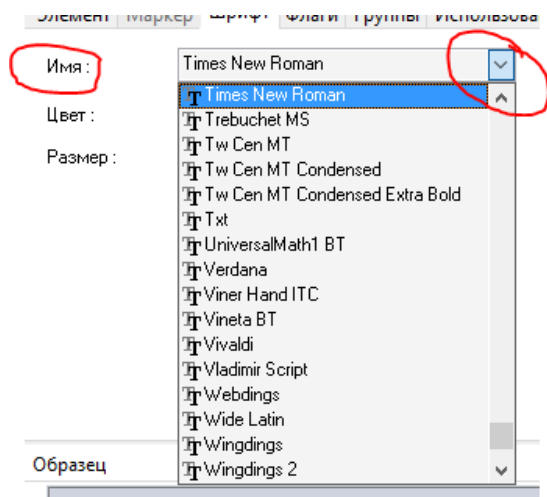 Элемент Маркер Шрифт Флаги Группы Использова
Имя : Times New Roman
Times New Roman
Цвет : Trebuchet MS
Tw Cen MT
Размер : Tw Cen MT Condensed
Tw Cen MT Condensed Extra Bold
Txt
UniversalMath1 BT
Verdana
Viner Hand ITC
Vineta BT
Vivaldi
Vladimir Script
Webdings
Wide Latin
Wingdings
Образец Wingdings 2